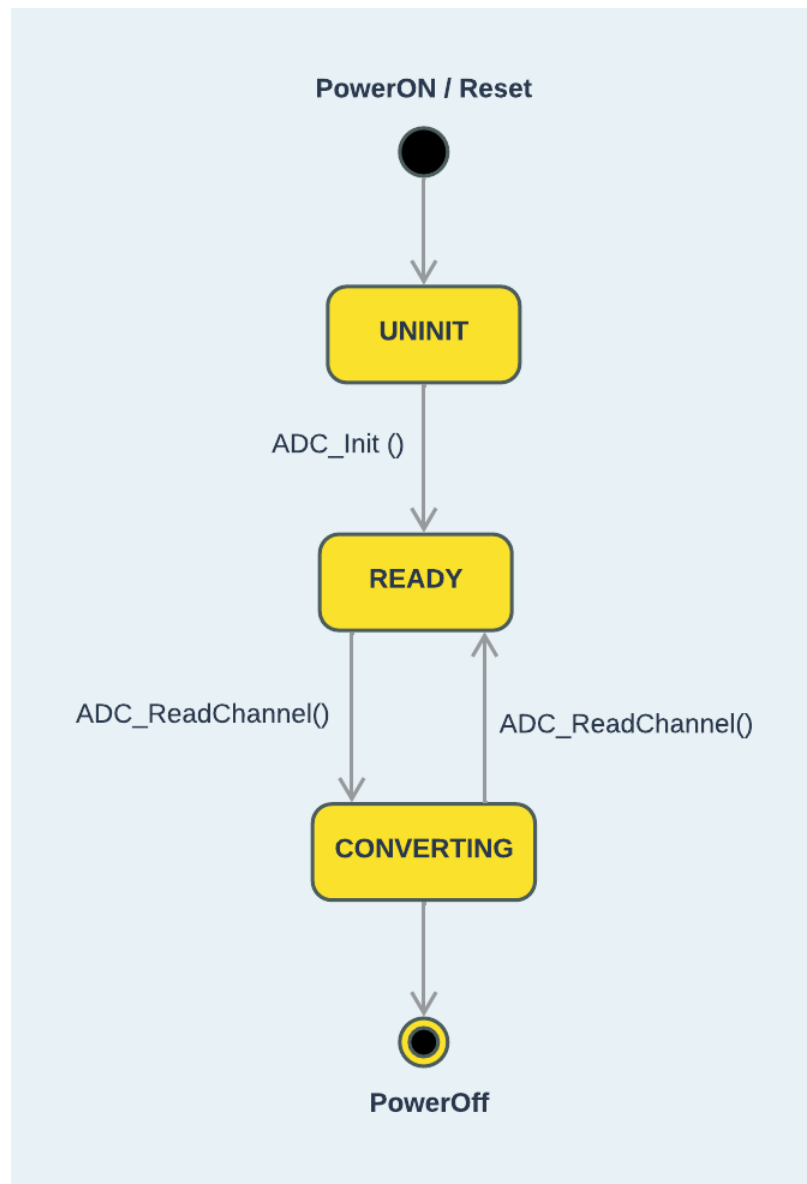 PowerON / Reset
UNINIT
ADC_Init ()
READY
ADC_ReadChannel()
ADC_ReadChannel()
CONVERTING
PowerOff